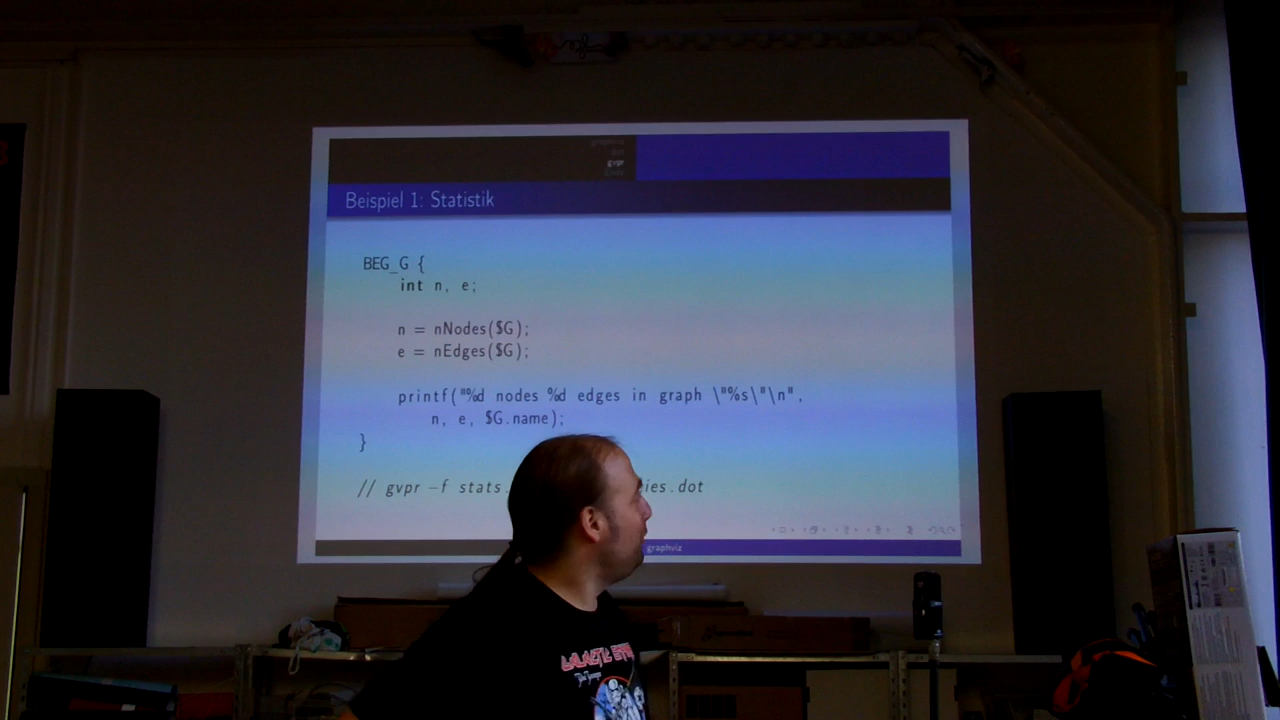 gvpr
Beispiel 1: Statistik
BEG_G {
int n, e;
n = nNodes($G);
e = nEdges($G);
printf("%d nodes %d edges in graph \"%s\"\n",
n, e, $G.name);
}
// gvpr -f stats. ies.dot
graphviz